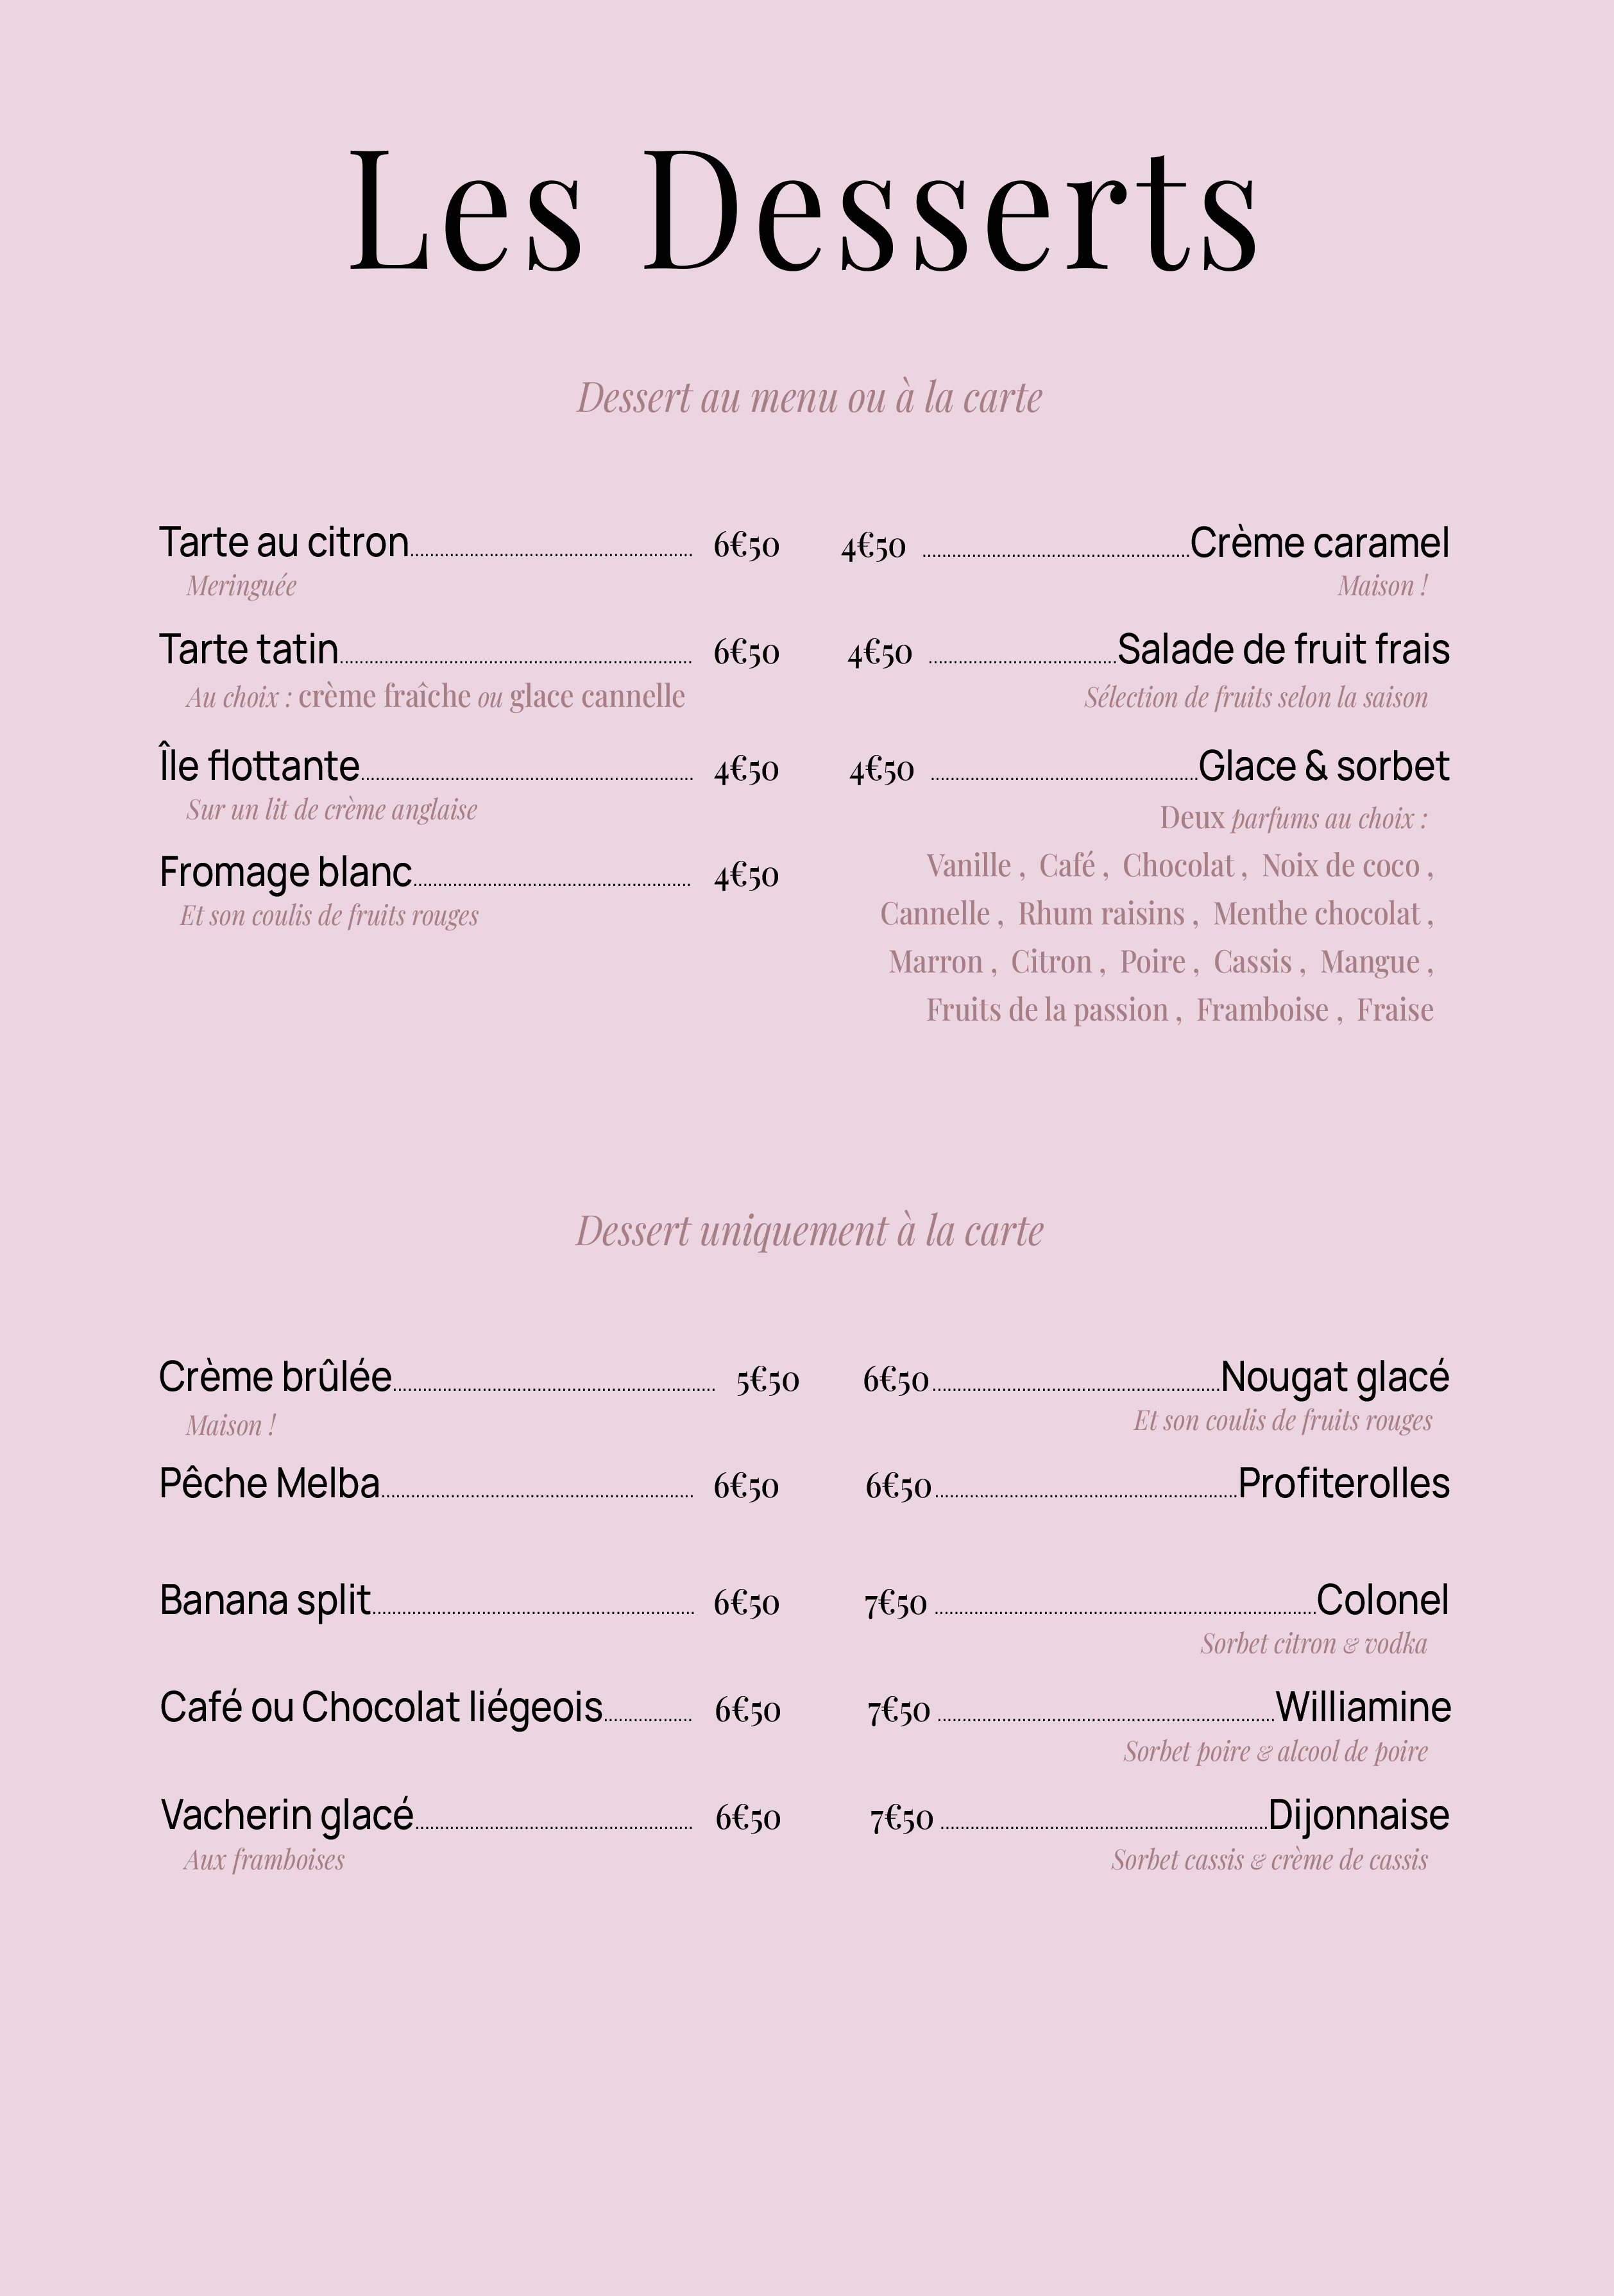 Les Desserts
Dessert au menu ou à la carte
Tarte au citron 6€50
Meringuée
Tarte tatin 6€50
Au choix : crème fraîche ou glace cannelle
Île flottante 4€50
Sur un lit de crème anglaise
Fromage blanc 4€50
Et son coulis de fruits rouges
4€50 Crème caramel
Maison !
4€50 Salade de fruit frais
Sélection de fruits selon la saison
4€50 Glace & sorbet
Deux parfums au choix :
Vanille , Café , Chocolat , Noix de coco ,
Cannelle , Rhum raisins , Menthe chocolat ,
Marron , Citron , Poire , Cassis , Mangue ,
Fruits de la passion , Framboise , Fraise
Dessert uniquement à la carte
Crème brûlée 5€50
Maison !
Pêche Melba 6€50
Banana split 6€50
Café ou Chocolat liégeois 6€50
Vacherin glacé 6€50
Aux framboises
6€50 Nougat glacé
Et son coulis de fruits rouges
6€50 Profiterolles
7€50 Colonel
Sorbet citron & vodka
7€50 Williamine
Sorbet poire & alcool de poire
7€50 Dijonnaise
Sorbet cassis & crème de cassis